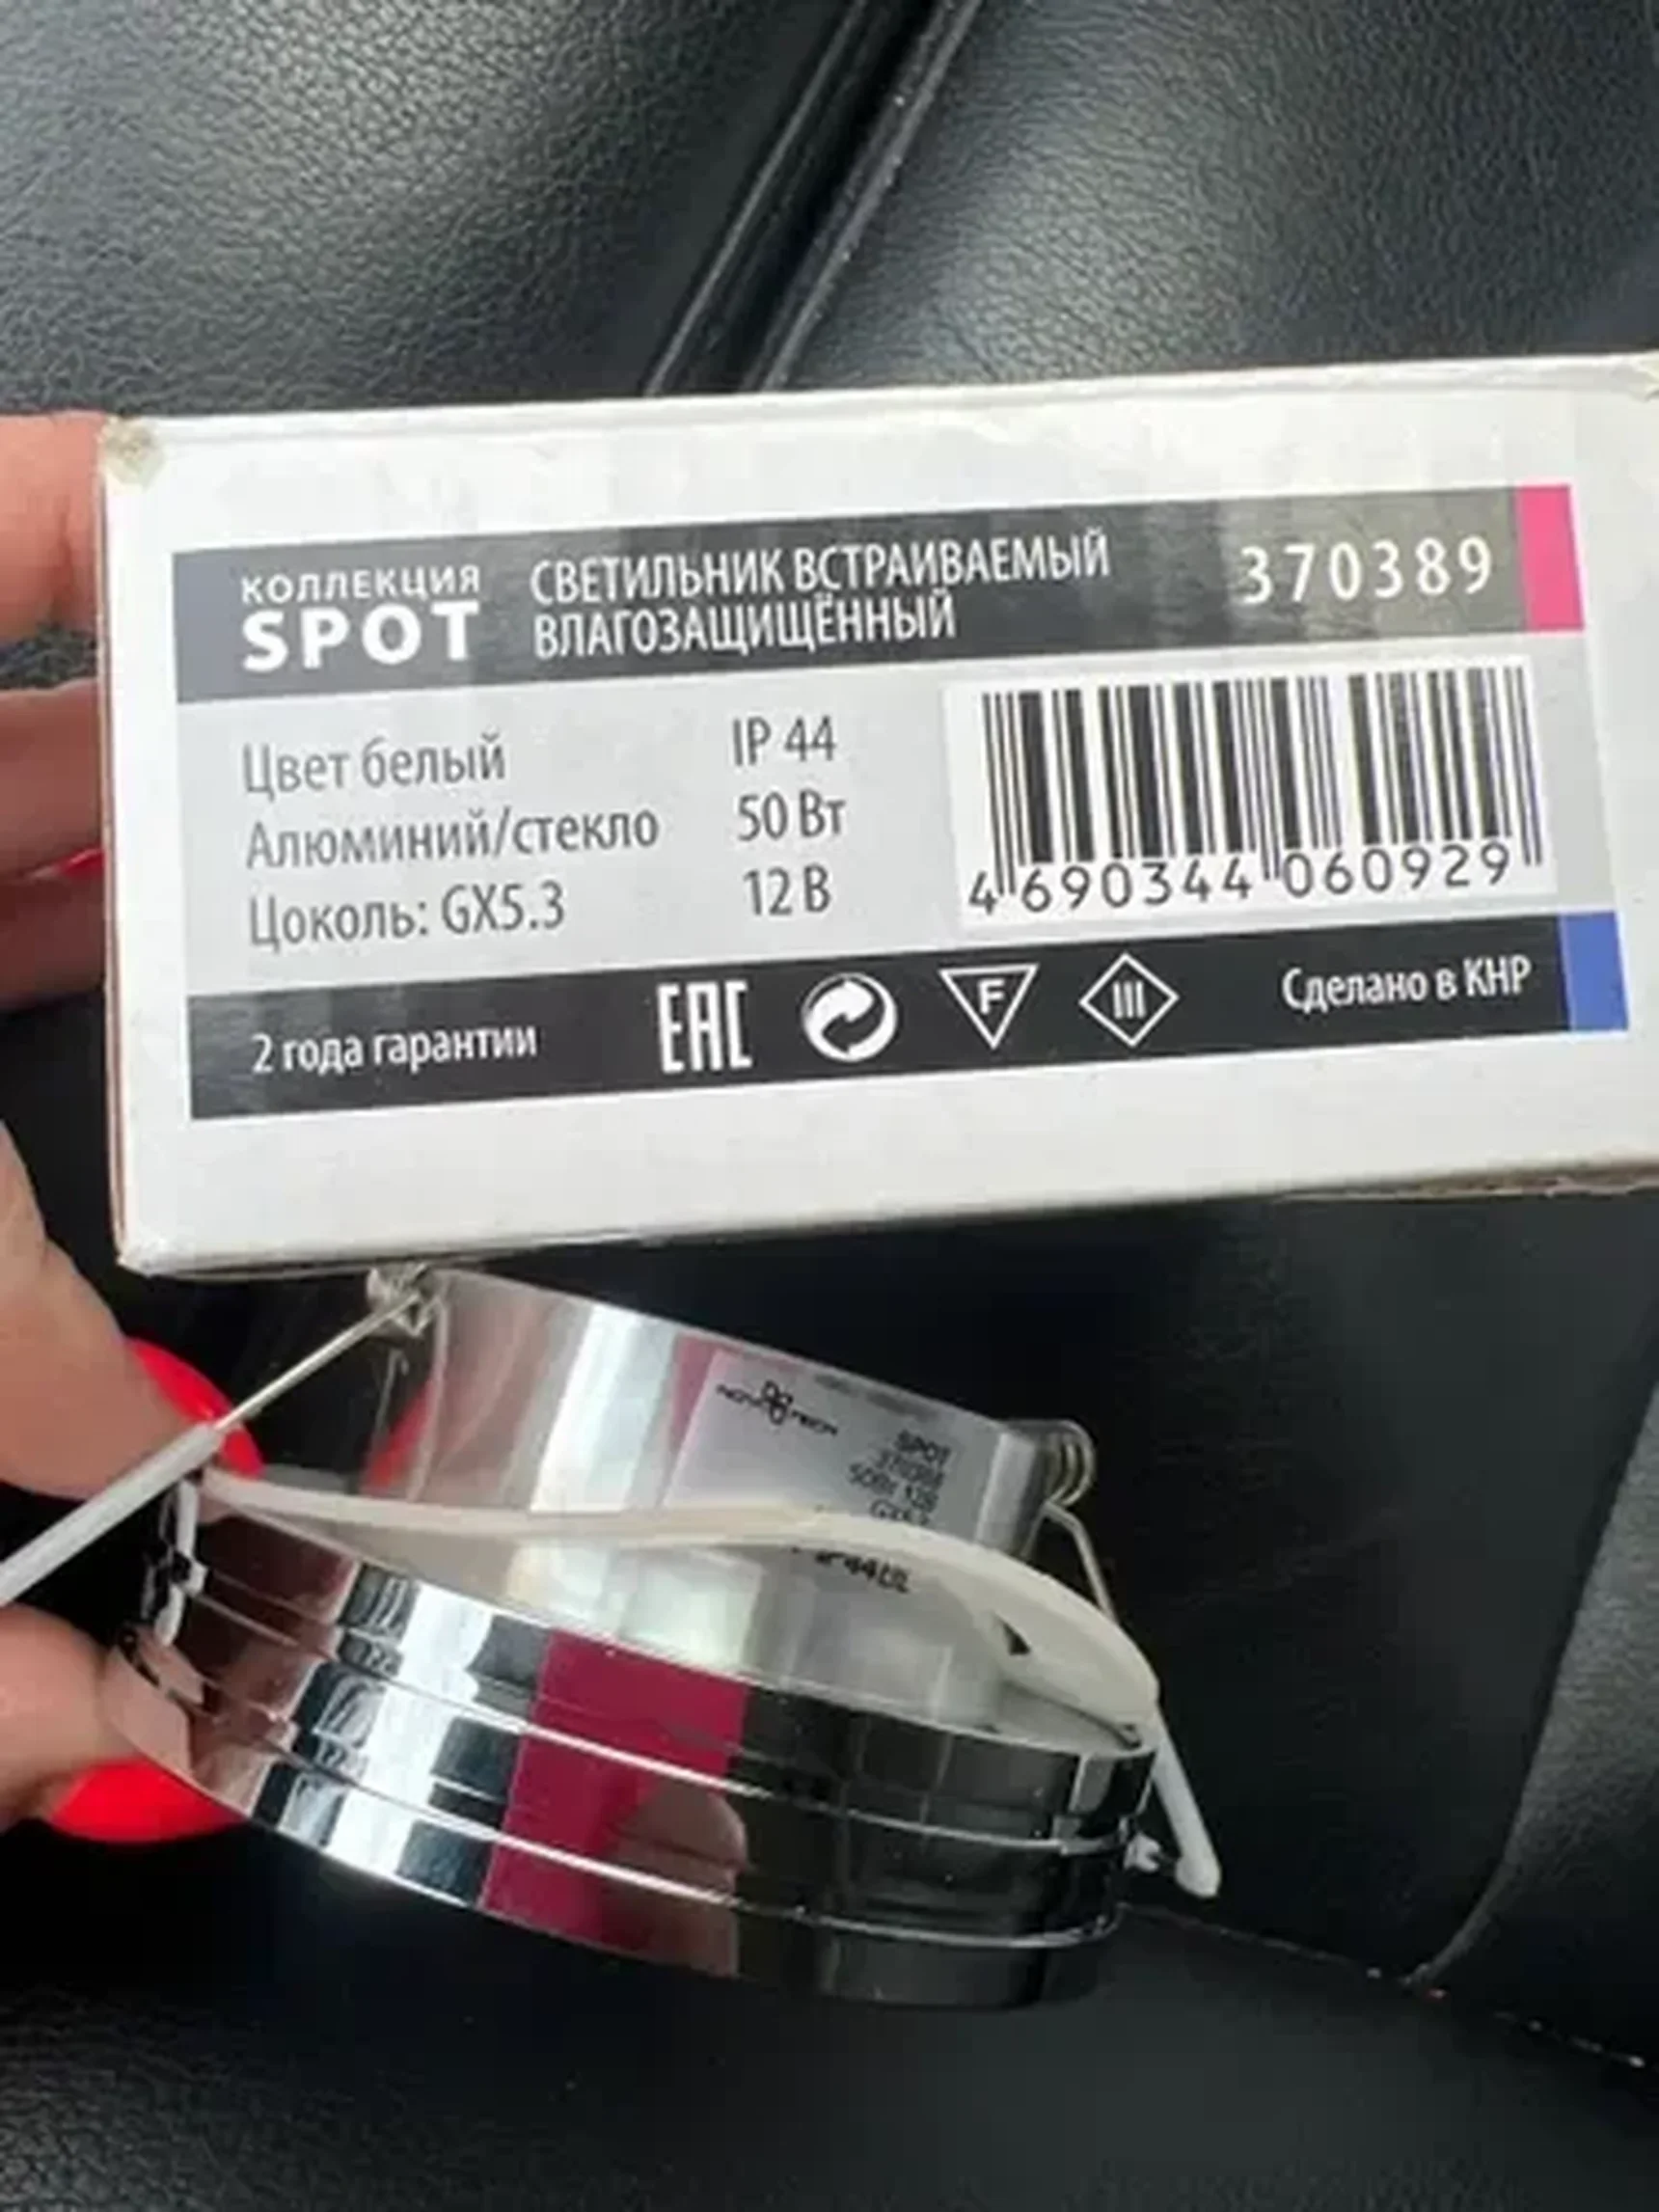 КОЛЛЕКЦИЯ
SPOT
СВЕТИЛЬНИК ВСТРАИВАЕМЫЙ
ВЛАГОЗАЩИЩЁННЫЙ
370389
Цвет белый
IP 44
Алюминий/стекло
50 Вт
Цоколь: GX5.3
12 В
4 690344 060929
2 года гарантии
EAC
F
III
Сделано в КНР
SPOT